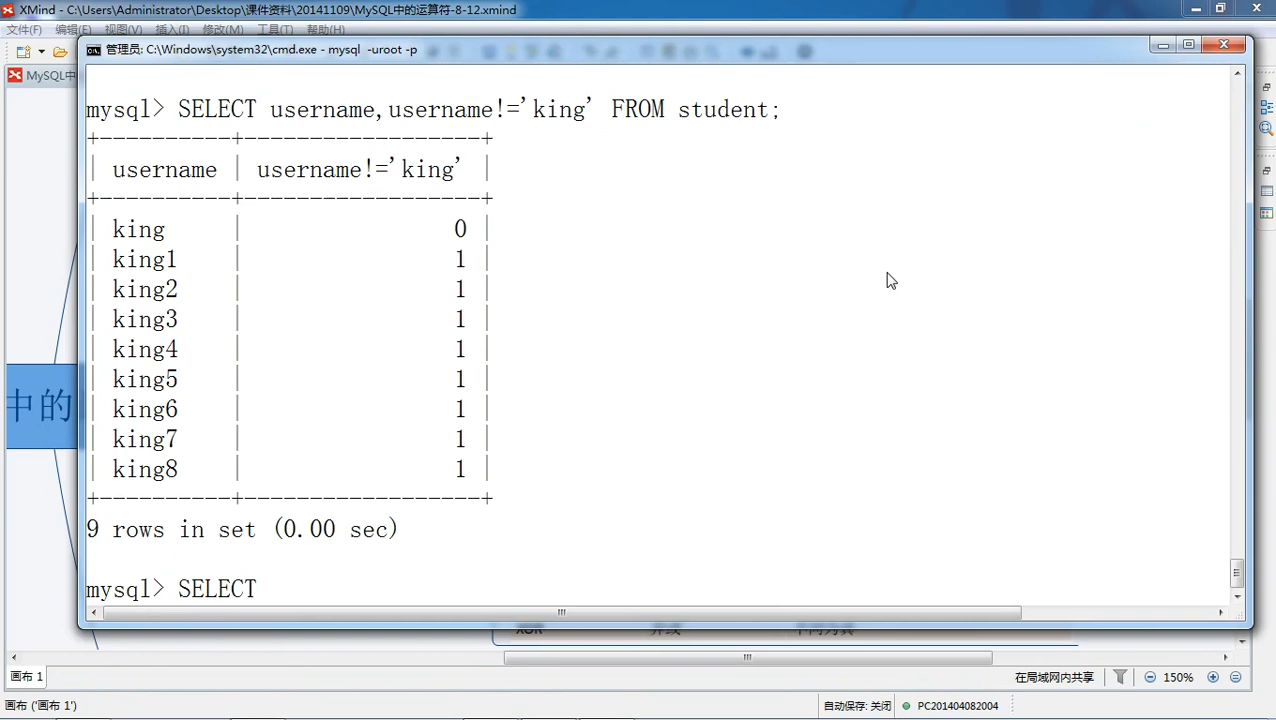 XMind - C:\Users\Administrator\Desktop\课件资料\20141109\MySQL中的运算符-8-12.xmind
文件(F) 编辑(E) 视图(V) 插入(I) 修改(M) 工具(T) 帮助(H)
管理员: C:\Windows\system32\cmd.exe - mysql -uroot -p
MySQL中
mysql> SELECT username,username!='king' FROM student;
+----------+------------------+
| username | username!='king' |
+----------+------------------+
| king | 0 |
| king1 | 1 |
| king2 | 1 |
| king3 | 1 |
| king4 | 1 |
| king5 | 1 |
| king6 | 1 |
| king7 | 1 |
| king8 | 1 |
+----------+------------------+
9 rows in set (0.00 sec)
mysql> SELECT
中的
画布 1
在局域网内共享
150%
画布 ('画布 1')
自动保存: 关闭
PC201404082004